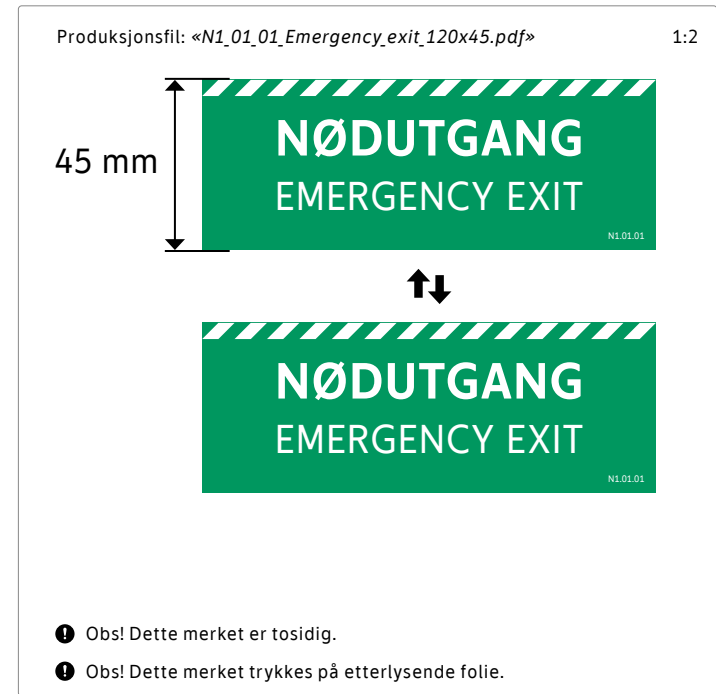 Produksjonsfil: «N1_01_01_Emergency_exit_120x45.pdf» 1:2
45 mm
NØDUTGANG
EMERGENCY EXIT
N1.01.01
NØDUTGANG
EMERGENCY EXIT
N1.01.01
Obs! Dette merket er tosidig.
Obs! Dette merket trykkes på etterlysende folie.